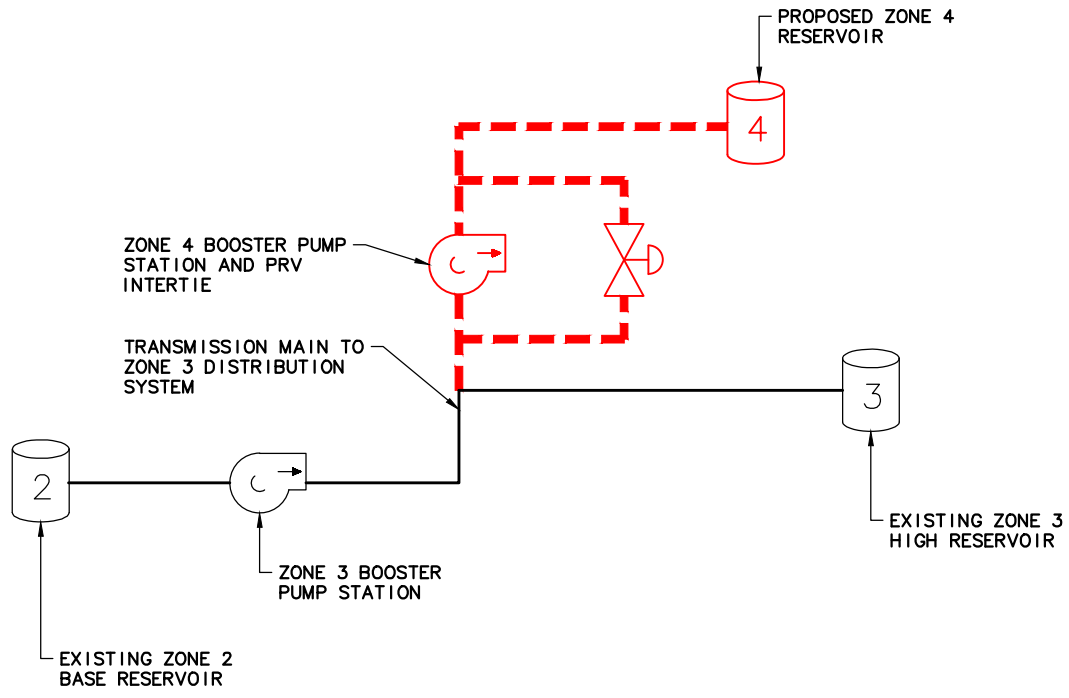 PROPOSED ZONE 4
RESERVOIR
4
ZONE 4 BOOSTER PUMP
STATION AND PRV
INTERTIE
TRANSMISSION MAIN TO
ZONE 3 DISTRIBUTION
SYSTEM
3
2
EXISTING ZONE 3
HIGH RESERVOIR
ZONE 3 BOOSTER
PUMP STATION
EXISTING ZONE 2
BASE RESERVOIR